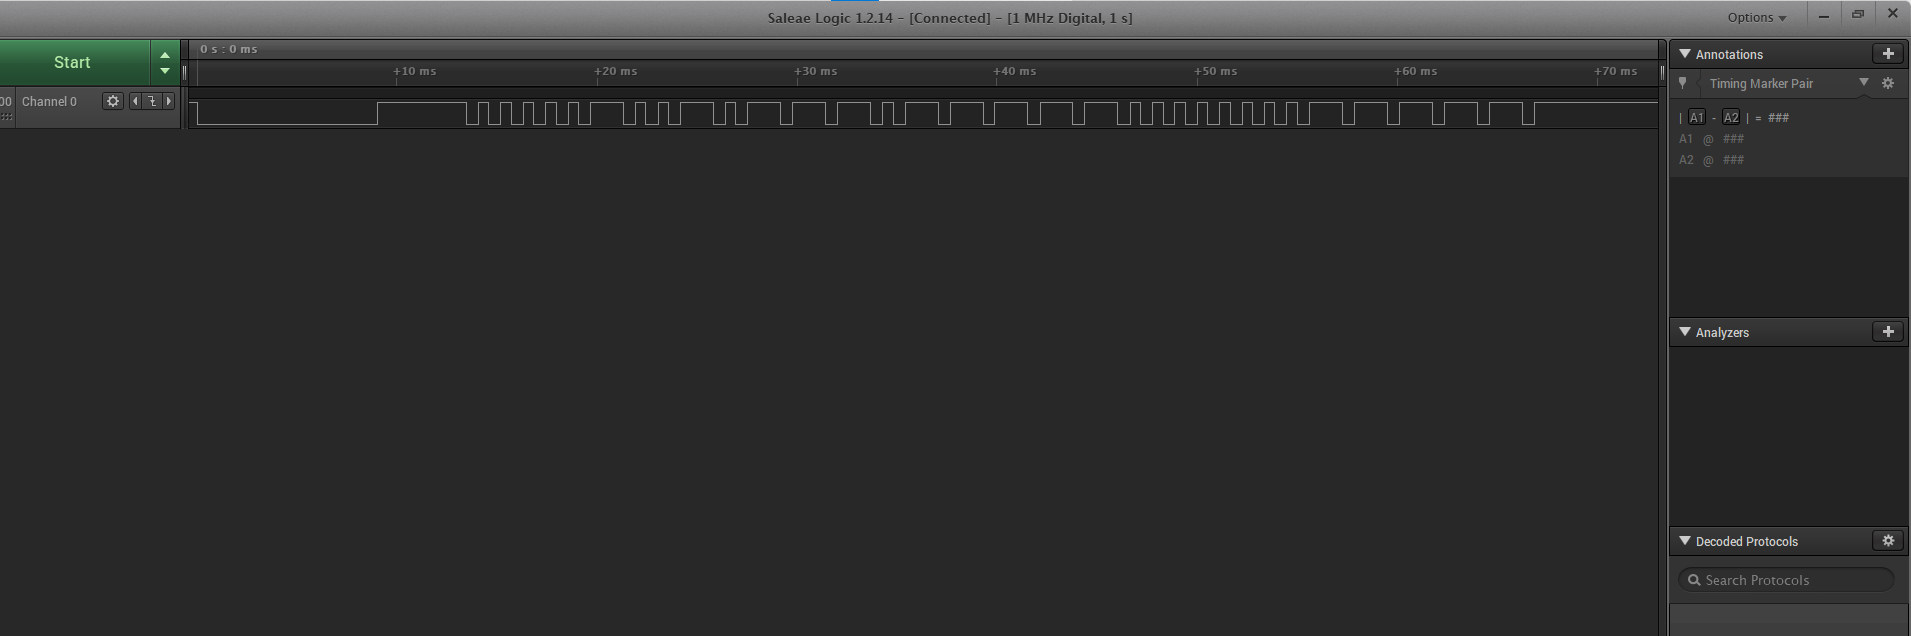 Saleae Logic 1.2.14 - [Connected] - [1 MHz Digital, 1 s]
Options
Start
0 s : 0 ms
+10 ms
+20 ms
+30 ms
+40 ms
+50 ms
+60 ms
+70 ms
00
Channel 0
Annotations
Timing Marker Pair
| A1 - A2 | = ###
A1 @ ###
A2 @ ###
Analyzers
Decoded Protocols
Search Protocols